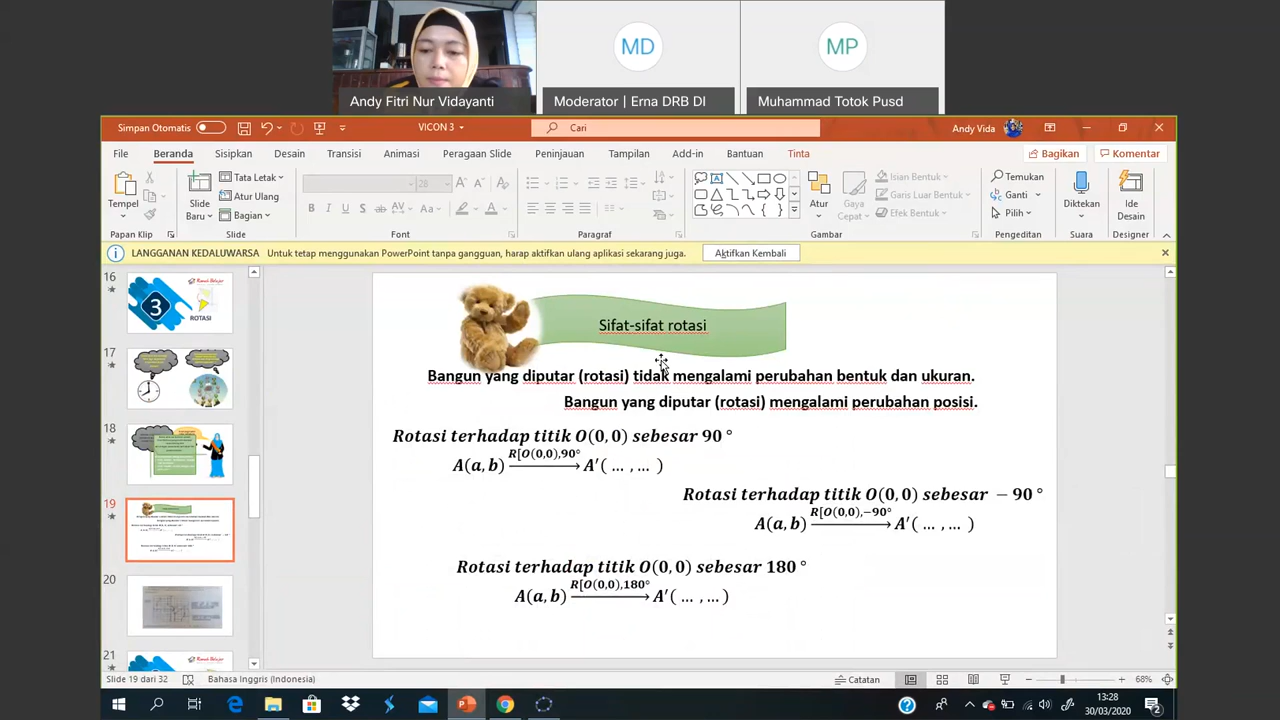 MD
MP
Andy Fitri Nur Vidayanti
Moderator | Erna DRB DI
Muhammad Totok Pusd
Simpan Otomatis
VICON 3
Cari
Andy Vida
File
Beranda
Sisipkan
Desain
Transisi
Animasi
Peragaan Slide
Peninjauan
Tampilan
Add-in
Bantuan
Tinta
Bagikan
Komentar
Tempel
Slide Baru
Tata Letak
Atur Ulang
Bagian
28
B I U S ab AV Aa A
Atur
Gaya Cepat
Isian Bentuk
Garis Luar Bentuk
Efek Bentuk
Temukan
Ganti
Pilih
Diktekan
Ide Desain
Papan Klip
Slide
Font
Paragraf
Gambar
Pengeditan
Suara
Designer
LANGGANAN KEDALUWARSA Untuk tetap menggunakan PowerPoint tanpa gangguan, harap aktifkan ulang aplikasi sekarang juga. Aktifkan Kembali
16
3
ROTASI
17
18
19
20
21
Sifat-sifat rotasi
Bangun yang diputar (rotasi) tidak mengalami perubahan bentuk dan ukuran.
Bangun yang diputar (rotasi) mengalami perubahan posisi.
Rotasi terhadap titik O(0,0) sebesar 90 °
A(a,b) R[O(0,0),90° → A′( … , … )
Rotasi terhadap titik O(0,0) sebesar − 90 °
A(a,b) R[O(0,0),−90° → A′( … , … )
Rotasi terhadap titik O(0,0) sebesar 180 °
A(a,b) R[O(0,0),180° → A′( … , … )
Slide 19 dari 32
Bahasa Inggris (Indonesia)
Catatan
68%
13:28
30/03/2020
2